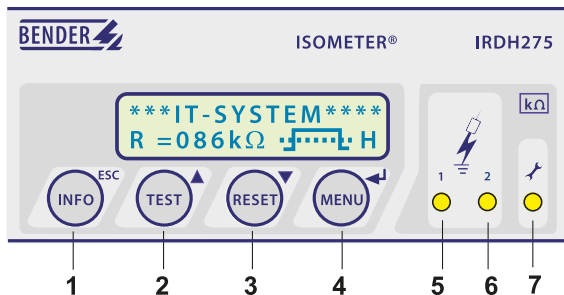 BENDER ISOMETER® IRDH275
***IT-SYSTEM****
R =086kΩ H
kΩ
ESC
INFO TEST RESET MENU
1 2
1 2 3 4 5 6 7